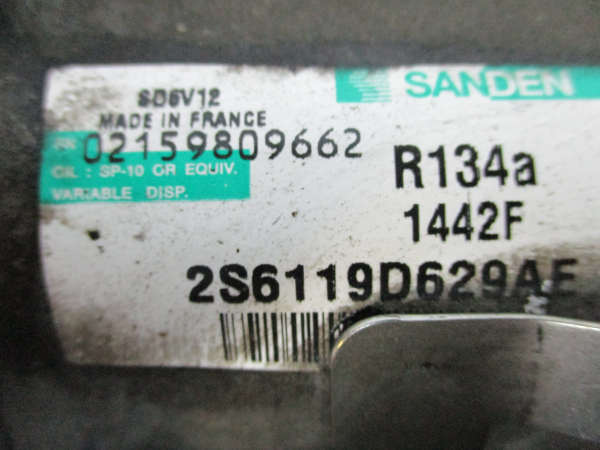 SANDEN
SD6V12
MADE IN FRANCE
02159809662
OIL : SP-10 OR EQUIV.
VARIABLE DISP.
R134a
1442F
2S6119D629AE